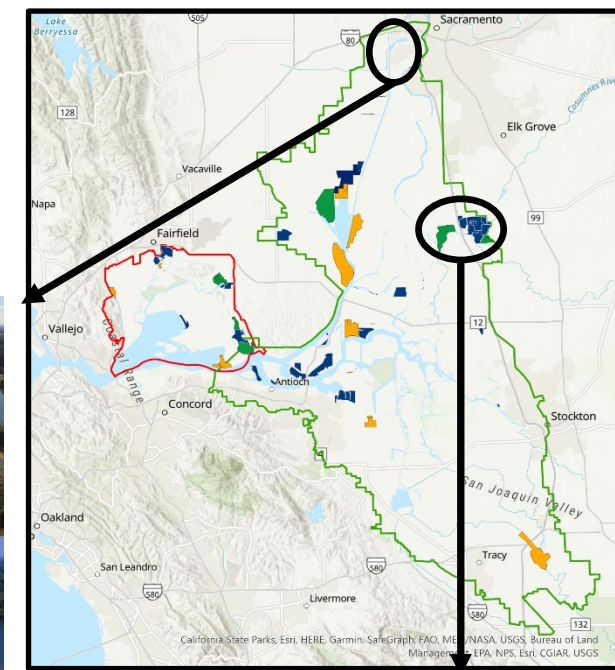 Lake
Berryessa
505
Sacramento
80
Cosumnes River
128
Elk Grove
Vacaville
Napa
99
Fairfield
Vallejo
Coastal Range
12
Antioch
Concord
Stockton
4
San Joaquin Valley
Oakland
Tracy
580
San Leandro
580
Livermore
580
132
California State Parks, Esri, HERE, Garmin, SafeGraph, FAO, METI/NASA, USGS, Bureau of Land
Management, EPA, NPS, Esri, CGIAR, USGS